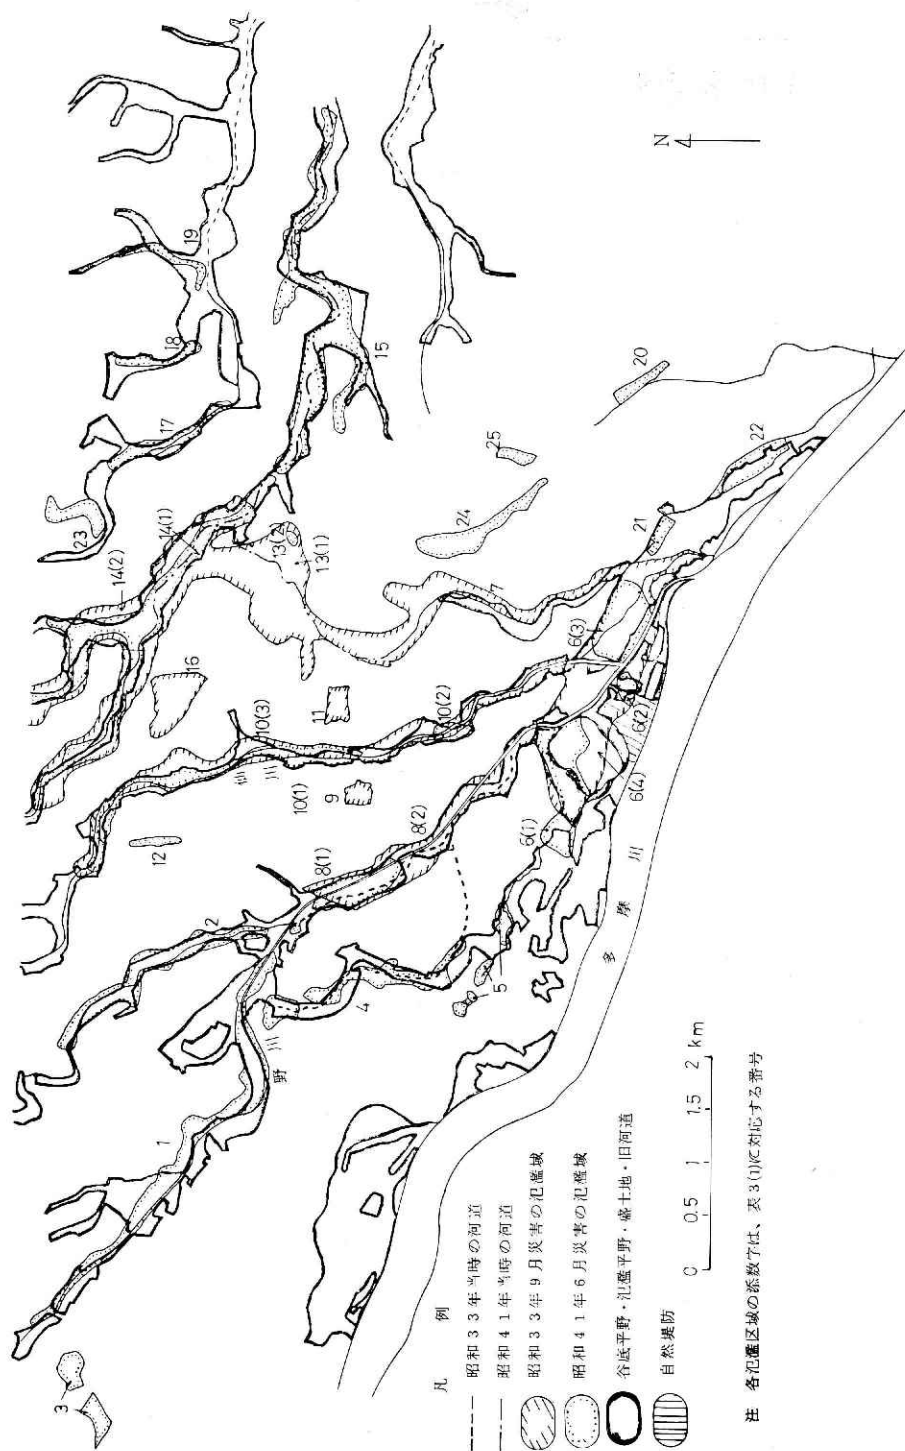 18
19
17
23
14(2)
14(1)
13(2)
13(1)
15
16
10(3)
仙川
10(1)
11
9
10(2)
12
7
24
25
20
21
22
6(3)
6(2)
6(4)
6(1)
8(1)
8(2)
2
4
5
野川
1
3
多摩川
N
凡例
昭和33年当時の河道
昭和41年当時の河道
昭和33年9月災害の氾濫域
昭和41年6月災害の氾濫域
谷底平野・氾濫平野・盛土地・旧河道
自然堤防
0 0.5 1 1.5 2 km
注 各氾濫区域の添数字は、表3(1)に対応する番号